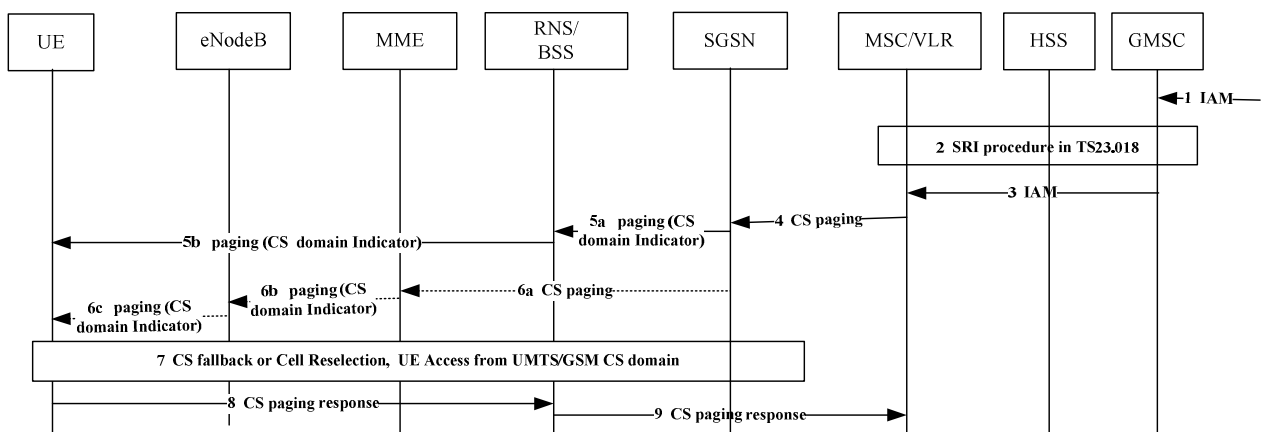 UE
eNodeB
MME
RNS/
BSS
SGSN
MSC/VLR
HSS
GMSC
1 IAM
2 SRI procedure in TS23.018
3 IAM
4 CS paging
5a paging (CS
domain Indicator)
5b paging (CS domain Indicator)
6a CS paging
6b paging (CS
domain Indicator)
6c paging (CS
domain Indicator)
7 CS fallback or Cell Reselection, UE Access from UMTS/GSM CS domain
8 CS paging response
9 CS paging response